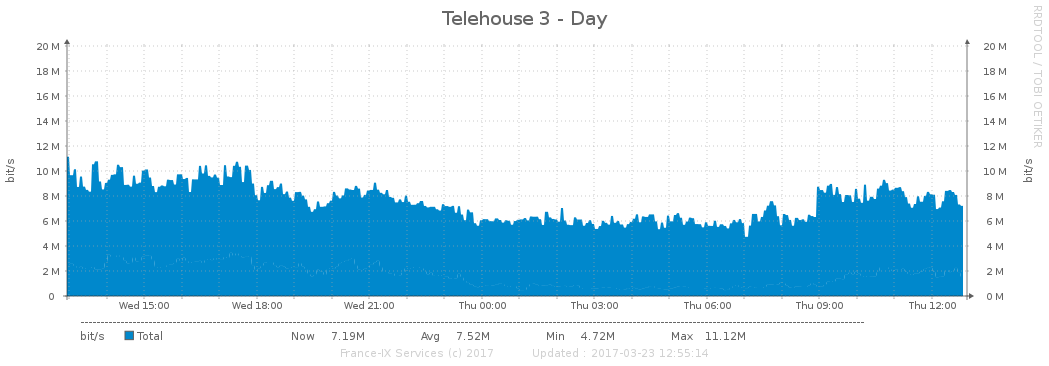 Telehouse 3 - Day
RRDTOOL / TOBI OETIKER
bit/s
20 M
18 M
16 M
14 M
12 M
10 M
8 M
6 M
4 M
2 M
0
20 M
18 M
16 M
14 M
12 M
10 M
8 M
6 M
4 M
2 M
0 M
bit/s
Wed 15:00 Wed 18:00 Wed 21:00 Thu 00:00 Thu 03:00 Thu 06:00 Thu 09:00 Thu 12:00
bit/s Total Now 7.19M Avg 7.52M Min 4.72M Max 11.12M
France-IX Services (c) 2017 Updated : 2017-03-23 12:55:14